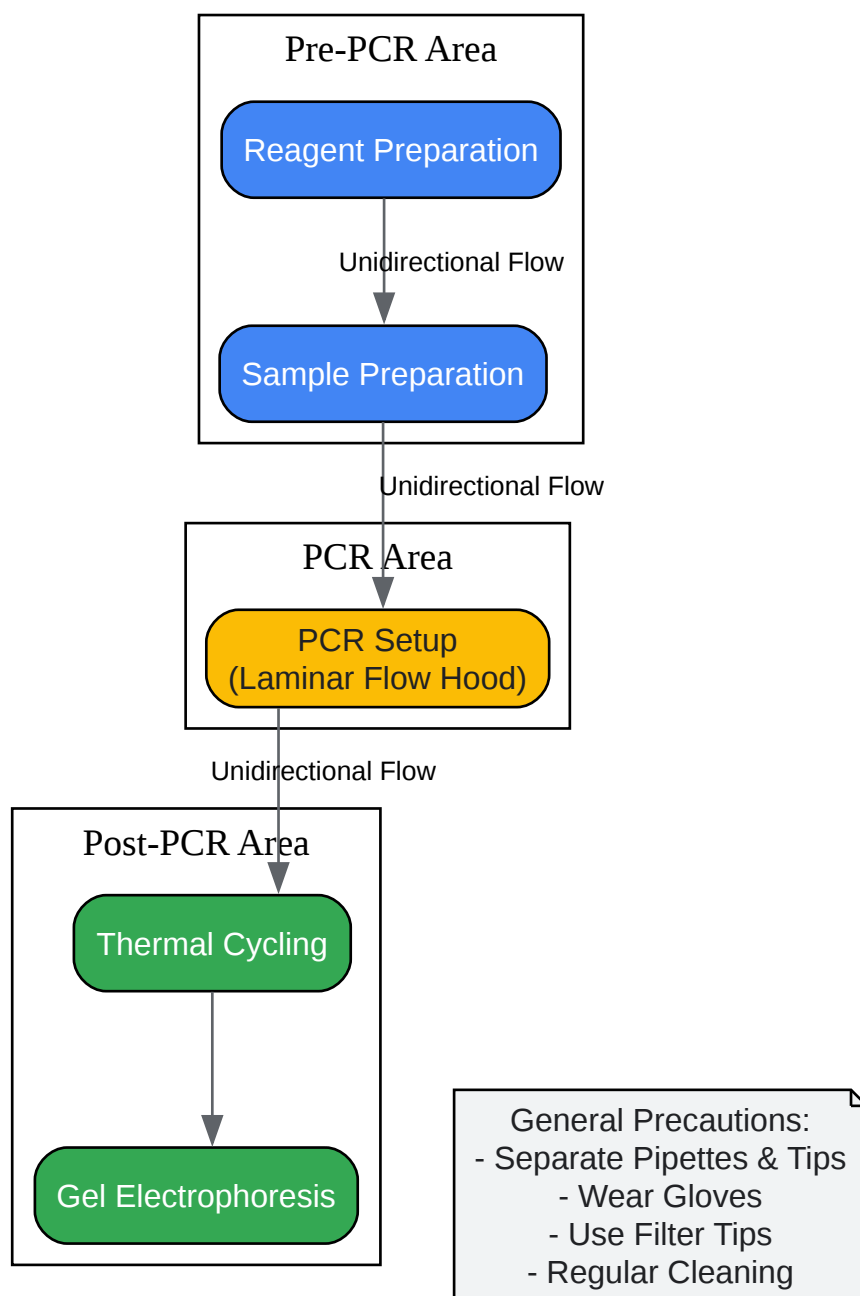 Pre-PCR Area
Reagent Preparation
Unidirectional Flow
Sample Preparation
Unidirectional Flow
PCR Area
PCR Setup
(Laminar Flow Hood)
Unidirectional Flow
Post-PCR Area
Thermal Cycling
Gel Electrophoresis
General Precautions:
- Separate Pipettes & Tips
- Wear Gloves
- Use Filter Tips
- Regular Cleaning